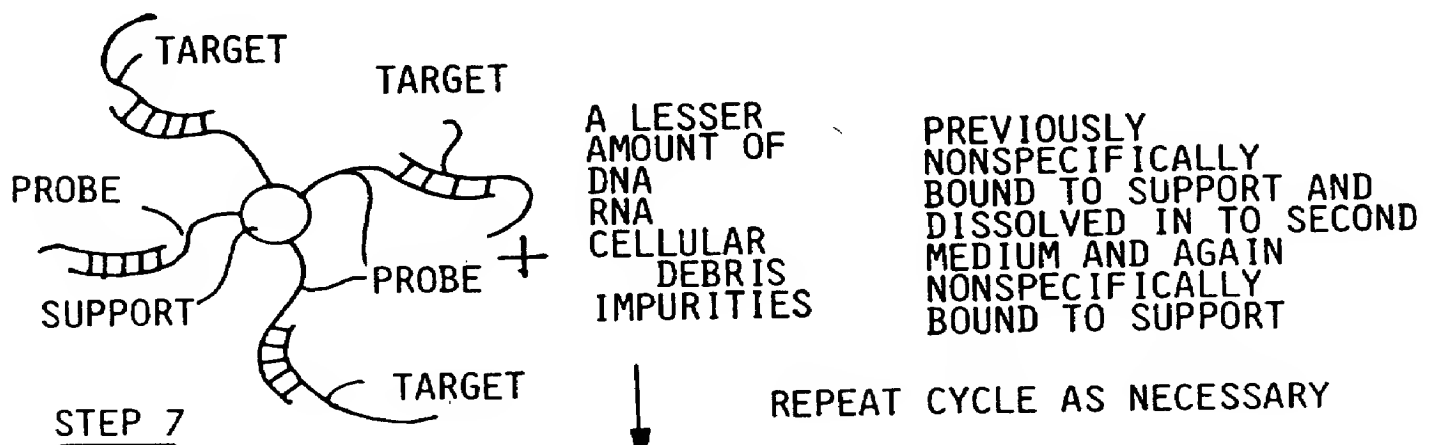 TARGET
TARGET
PROBE
SUPPORT
PROBE
TARGET
A LESSER
AMOUNT OF
DNA
RNA
CELLULAR
DEBRIS
IMPURITIES
PREVIOUSLY
NONSPECIFICALLY
BOUND TO SUPPORT AND
DISSOLVED IN TO SECOND
MEDIUM AND AGAIN
NONSPECIFICALLY
BOUND TO SUPPORT
+
STEP 7
REPEAT CYCLE AS NECESSARY